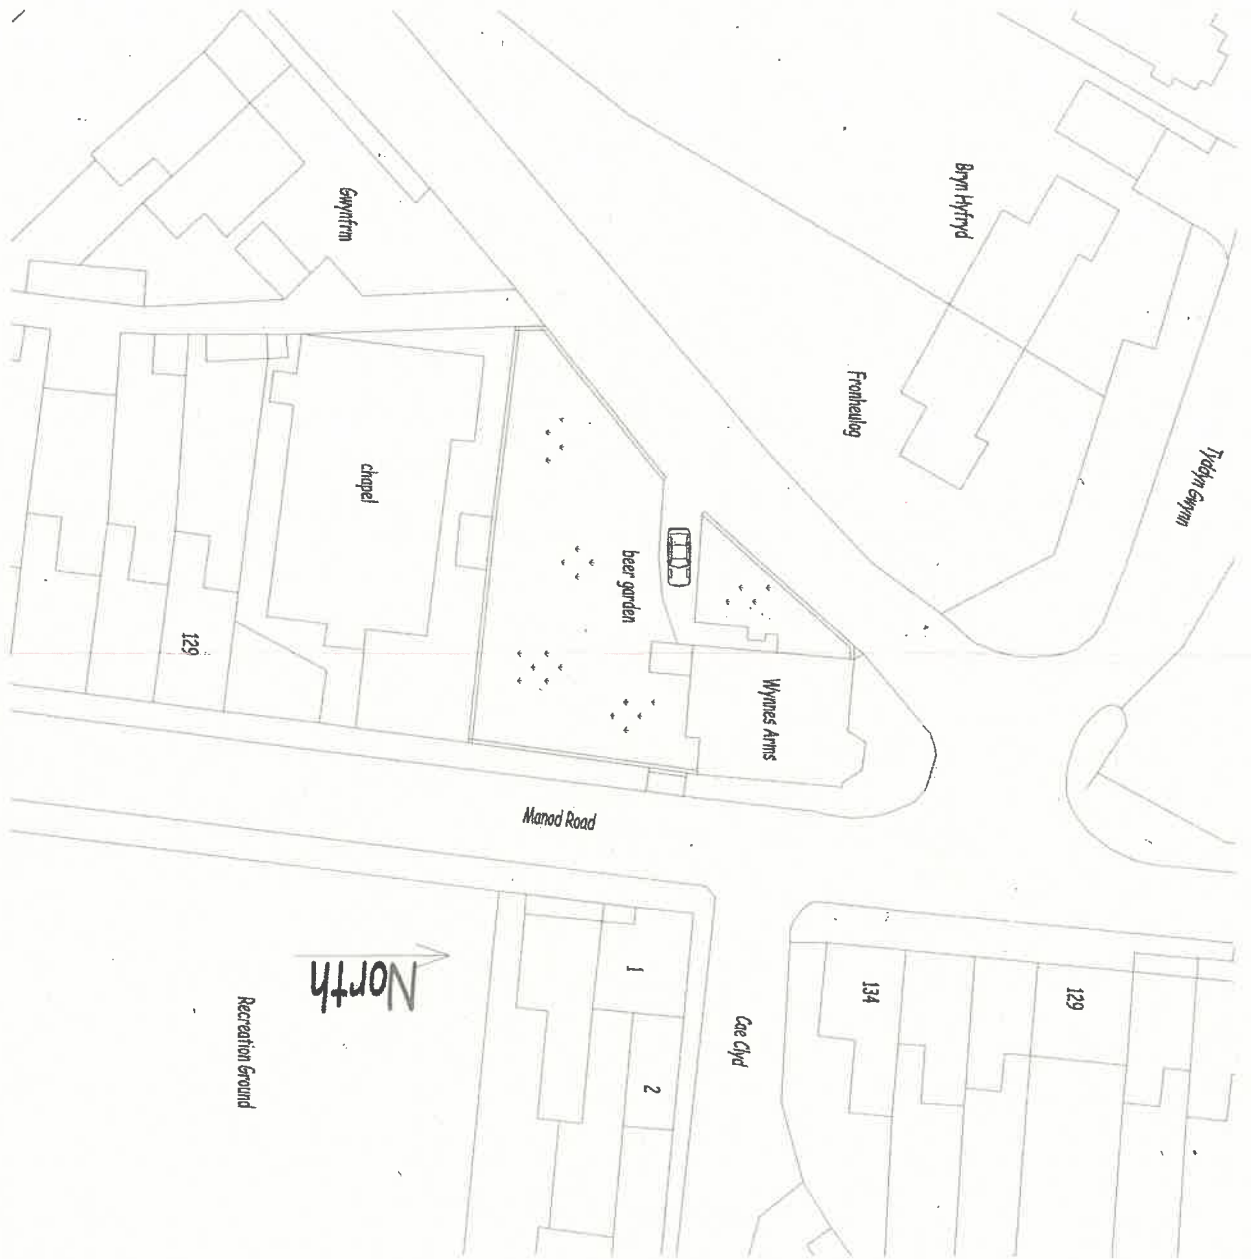 Bryn Hyfryd
Gwynfrm
Fronheulog
Tyddyn Gwynn
chapel
beer garden
129
Wynnes Arms
Manod Road
North
Recreation Ground
1
2
Cae Clyd
134
129